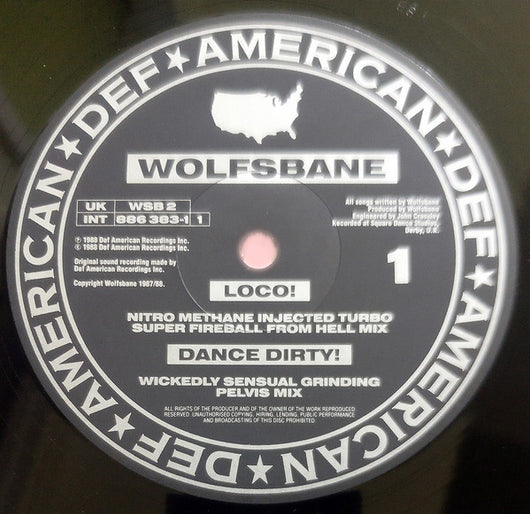 DEF ★ AMERICAN ★ DEF ★ AMERICAN ★ DEF ★ AMERICAN ★ DEF ★ AMERICAN
WOLFSBANE
UK WSB 2
INT 886 383-1 1
℗ 1988 Def American Recordings Inc.
© 1988 Def American Recordings Inc.
Original sound recording made by
Def American Recordings Inc.
Copyright Wolfsbane 1987/88.
All songs written by Wolfsbane
Produced by Wolfsbane
Engineered by John Crossley
Recorded at Square Dance Studios,
Derby, U.K.
1
LOCO!
NITRO METHANE INJECTED TURBO
SUPER FIREBALL FROM HELL MIX
DANCE DIRTY!
WICKEDLY SENSUAL GRINDING
PELVIS MIX
ALL RIGHTS OF THE PRODUCER AND OF THE OWNER OF THE WORK REPRODUCED
RESERVED. UNAUTHORISED COPYING, HIRING, LENDING, PUBLIC PERFORMANCE
AND BROADCASTING OF THIS DISC PROHIBITED